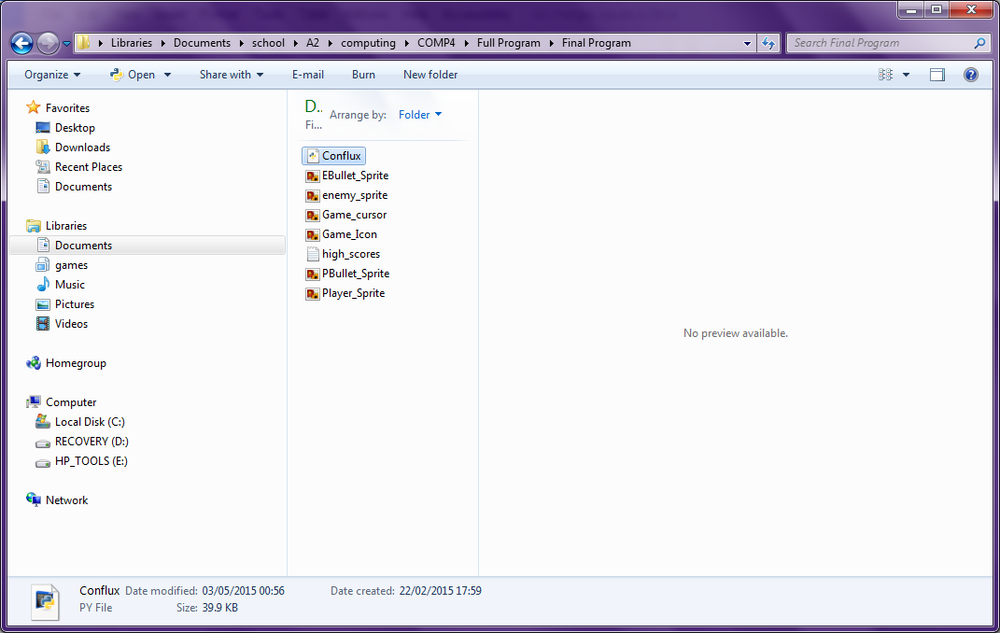 Libraries Documents school A2 computing COMP4 Full Program Final Program Search Final Program
Organize Open Share with E-mail Burn New folder
Favorites
Desktop
Downloads
Recent Places
Documents
Libraries
Documents
games
Music
Pictures
Videos
Homegroup
Computer
Local Disk (C:)
RECOVERY (D:)
HP_TOOLS (E:)
Network
D...
Fi...
Arrange by: Folder
Conflux
EBullet_Sprite
enemy_sprite
Game_cursor
Game_Icon
high_scores
PBullet_Sprite
Player_Sprite
No preview available.
Conflux Date modified: 03/05/2015 00:56 Date created: 22/02/2015 17:59
PY File Size: 39.9 KB